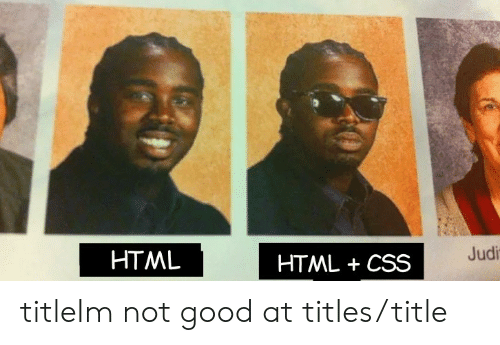 HTML
HTML + CSS
Judi
titleIm not good at titles/title